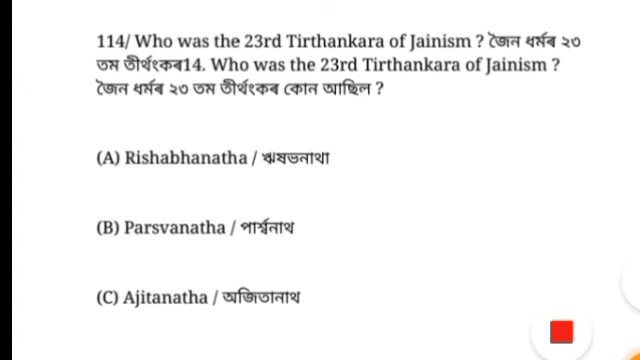 114/ Who was the 23rd Tirthankara of Jainism ? জৈন ধৰ্মৰ ২৩
তম তীৰ্থংকৰ14. Who was the 23rd Tirthankara of Jainism ?
জৈন ধৰ্মৰ ২৩ তম তীৰ্থংকৰ কোন আছিল ?
(A) Rishabhanatha / ঋষভনাথা
(B) Parsvanatha / পাৰ্শ্বনাথ
(C) Ajitanatha / অজিতানাথ